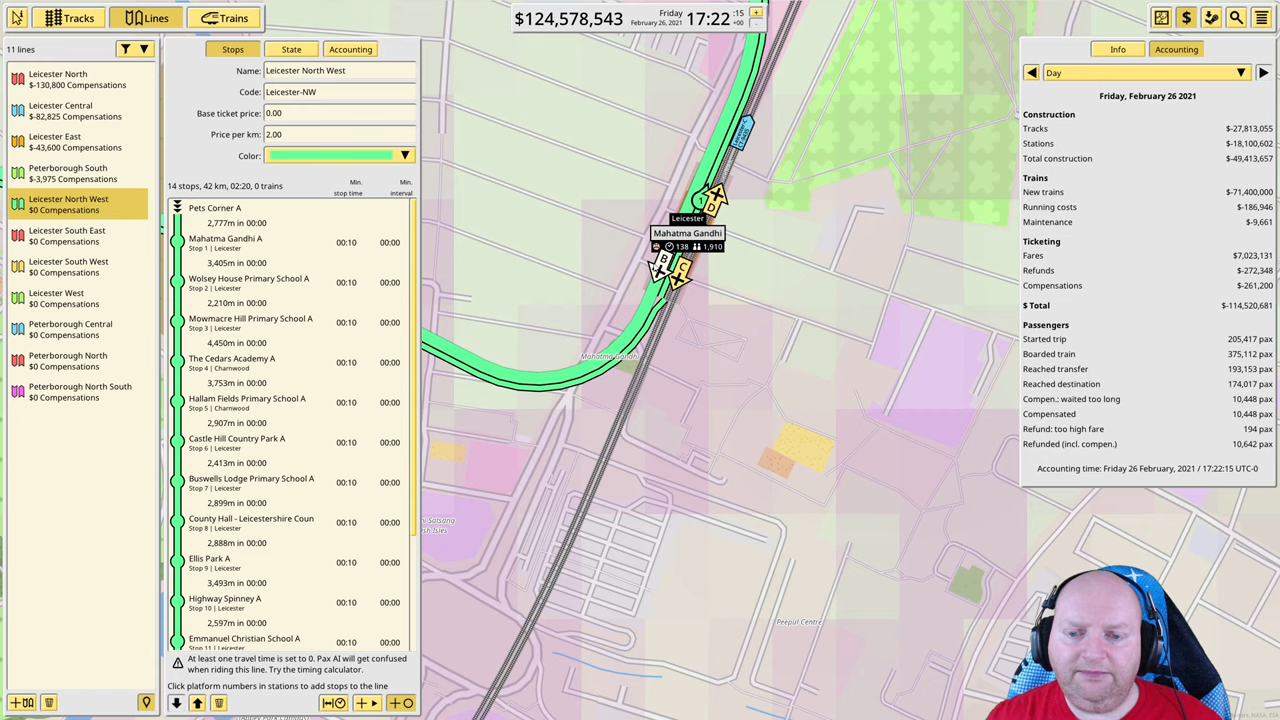 Tracks
Lines
Trains
$124,578,543
Friday
February 26, 2021
17:22
:15
+00
+
-
$
11 lines
Leicester North
$-130,800 Compensations
Leicester Central
$-82,825 Compensations
Leicester East
$-43,600 Compensations
Peterborough South
$-3,975 Compensations
Leicester North West
$0 Compensations
Leicester South East
$0 Compensations
Leicester South West
$0 Compensations
Leicester West
$0 Compensations
Peterborough Central
$0 Compensations
Peterborough North
$0 Compensations
Peterborough North South
$0 Compensations
Stops
State
Accounting
Name: Leicester North West
Code: Leicester-NW
Base ticket price: 0.00
Price per km: 2.00
Color:
14 stops, 42 km, 02:20, 0 trains
Min. stop time
Min. interval
Pets Corner A
2,777m in 00:00
Mahatma Gandhi A 00:10 00:00
Stop 1 | Leicester
3,405m in 00:00
Wolsey House Primary School A 00:10 00:00
Stop 2 | Leicester
2,210m in 00:00
Mowmacre Hill Primary School A 00:10 00:00
Stop 3 | Leicester
4,450m in 00:00
The Cedars Academy A 00:10 00:00
Stop 4 | Charnwood
3,753m in 00:00
Hallam Fields Primary School A 00:10 00:00
Stop 5 | Charnwood
2,907m in 00:00
Castle Hill Country Park A 00:10 00:00
Stop 6 | Leicester
2,413m in 00:00
Buswells Lodge Primary School A 00:10 00:00
Stop 7 | Leicester
2,899m in 00:00
County Hall - Leicestershire Coun 00:10 00:00
Stop 8 | Leicester
2,888m in 00:00
Ellis Park A 00:10 00:00
Stop 9 | Leicester
3,493m in 00:00
Highway Spinney A 00:10 00:00
Stop 10 | Leicester
2,597m in 00:00
Emmanuel Christian School A 00:10 00:00
Stop 11 | Leicester
At least one travel time is set to 0. Pax AI will get confused
when riding this line. Try the timing calculator.
Click platform numbers in stations to add stops to the line
1
D
Leicester
Mahatma Gandhi
138 1,910
B
C
Mahatma Gandhi
Peepul Centre
Info
Accounting
Day
Friday, February 26 2021
Construction
Tracks $-27,813,055
Stations $-18,100,602
Total construction $-49,413,657
Trains
New trains $-71,400,000
Running costs $-186,946
Maintenance $-9,661
Ticketing
Fares $7,023,131
Refunds $-272,348
Compensations $-261,200
$ Total $-114,520,681
Passengers
Started trip 205,417 pax
Boarded train 375,112 pax
Reached transfer 193,153 pax
Reached destination 174,017 pax
Compen.: waited too long 10,448 pax
Compensated 10,448 pax
Refund: too high fare 194 pax
Refunded (incl. compen.) 10,642 pax
Accounting time: Friday 26 February, 2021 / 17:22:15 UTC-0